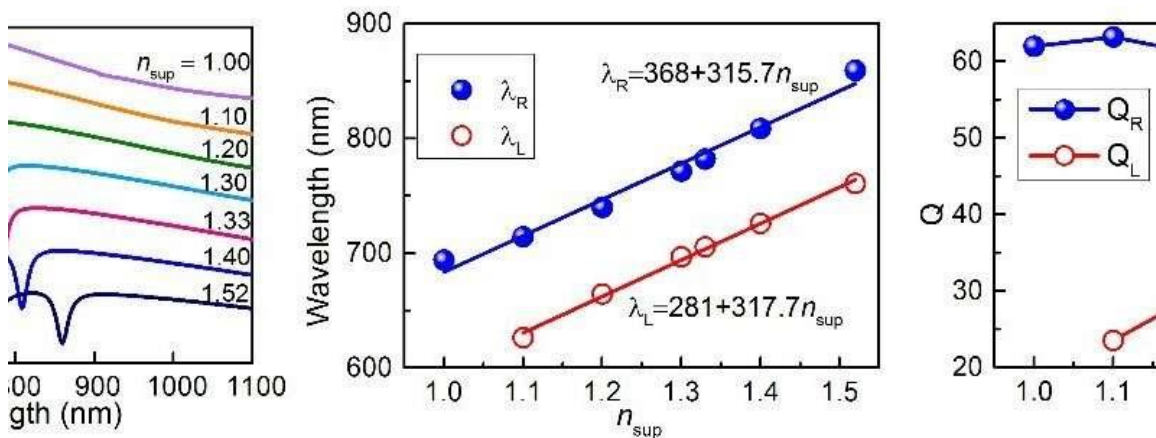 n_sup = 1.00
1.10
1.20
1.30
1.33
1.40
1.52
900
1000
1100
gth (nm)
Wavelength (nm)
900
800
700
600
λ_R
λ_L
λ_R=368+315.7n_sup
λ_L=281+317.7n_sup
1.0 1.1 1.2 1.3 1.4 1.5
n_sup
Q
60
50
40
30
20
Q_R
Q_L
1.0 1.1